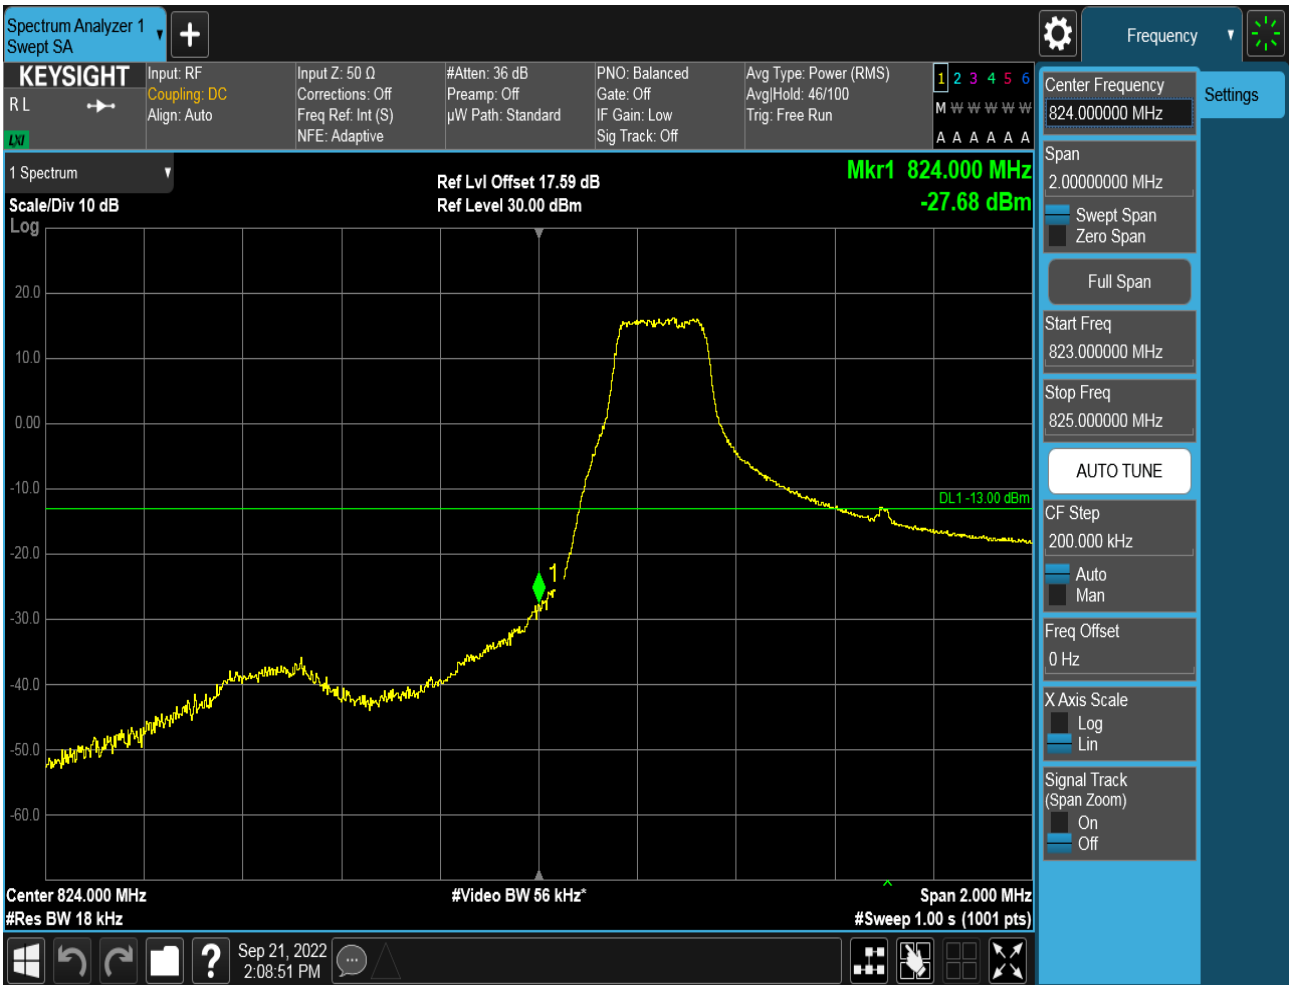 Spectrum Analyzer 1
Swept SA
+
Frequency
KEYSIGHT
R L
LXI
Input: RF
Coupling: DC
Align: Auto
Input Z: 50 Ω
Corrections: Off
Freq Ref: Int (S)
NFE: Adaptive
#Atten: 36 dB
Preamp: Off
µW Path: Standard
PNO: Balanced
Gate: Off
IF Gain: Low
Sig Track: Off
Avg Type: Power (RMS)
Avg|Hold: 46/100
Trig: Free Run
1 2 3 4 5 6
M W W W W W
A A A A A A
1 Spectrum
Scale/Div 10 dB
Log
Ref Lvl Offset 17.59 dB
Ref Level 30.00 dBm
Mkr1 824.000 MHz
-27.68 dBm
20.0
10.0
0.00
-10.0
-20.0
-30.0
-40.0
-50.0
-60.0
DL1 -13.00 dBm
1
Center 824.000 MHz
#Res BW 18 kHz
#Video BW 56 kHz*
Span 2.000 MHz
#Sweep 1.00 s (1001 pts)
?
Sep 21, 2022
2:08:51 PM
Center Frequency
824.000000 MHz
Settings
Span
2.00000000 MHz
Swept Span
Zero Span
Full Span
Start Freq
823.000000 MHz
Stop Freq
825.000000 MHz
AUTO TUNE
CF Step
200.000 kHz
Auto
Man
Freq Offset
0 Hz
X Axis Scale
Log
Lin
Signal Track
(Span Zoom)
On
Off